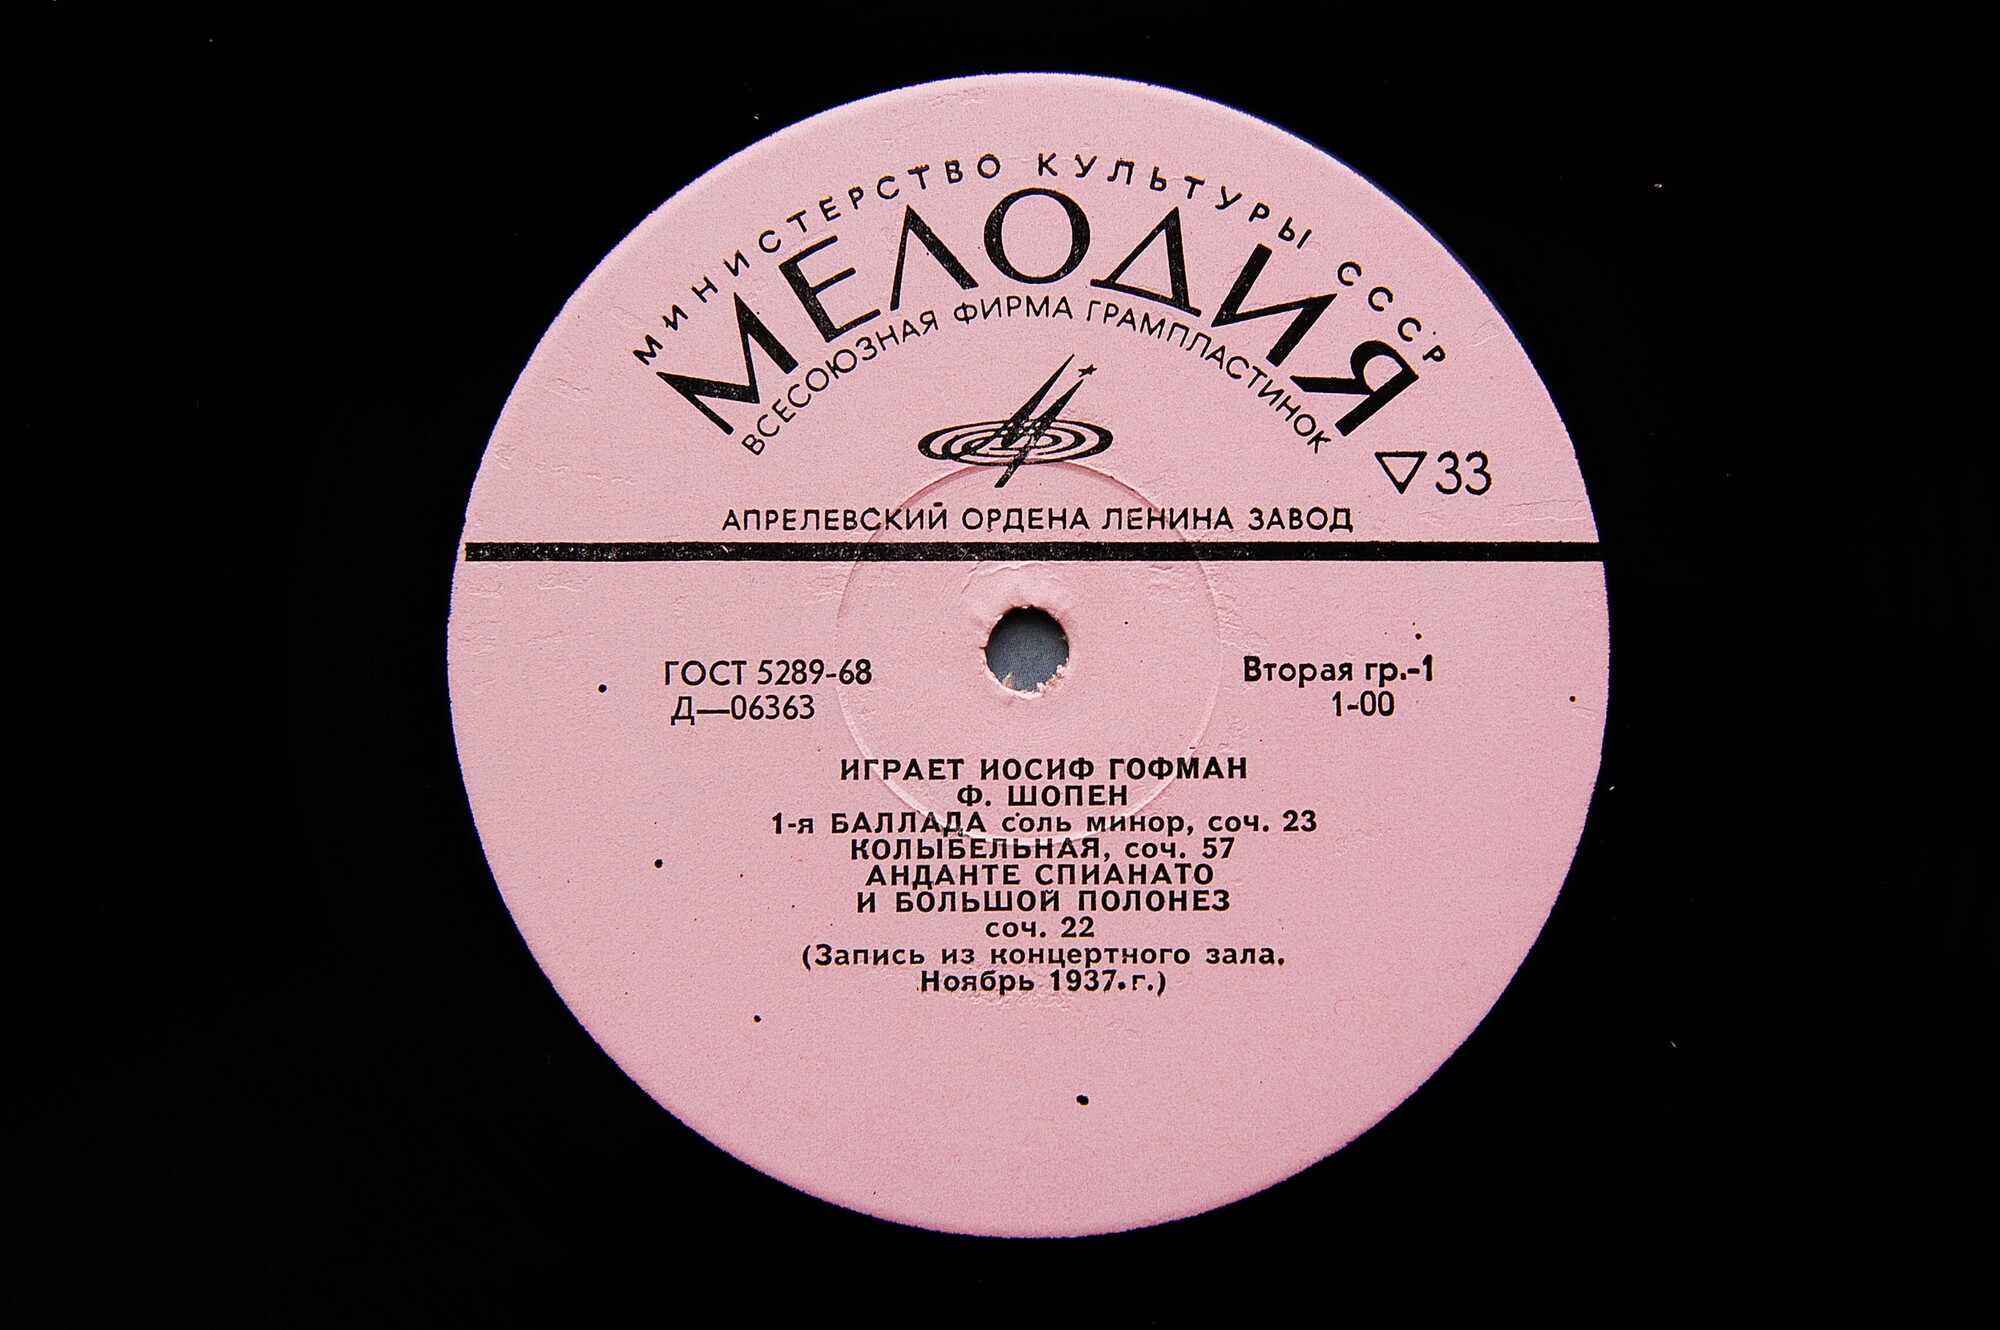 МИНИСТЕРСТВО КУЛЬТУРЫ СССР
МЕЛОДИЯ
ВСЕСОЮЗНАЯ ФИРМА ГРАМПЛАСТИНОК
▽33
АПРЕЛЕВСКИЙ ОРДЕНА ЛЕНИНА ЗАВОД
ГОСТ 5289-68
Вторая гр.-1
Д—06363
1-00
ИГРАЕТ ИОСИФ ГОФМАН
Ф. ШОПЕН
1-я БАЛЛАДА соль минор, соч. 23
КОЛЫБЕЛЬНАЯ, соч. 57
АНДАНТЕ СПИАНАТО
И БОЛЬШОЙ ПОЛОНЕЗ
соч. 22
(Запись из концертного зала.
Ноябрь 1937.г.)